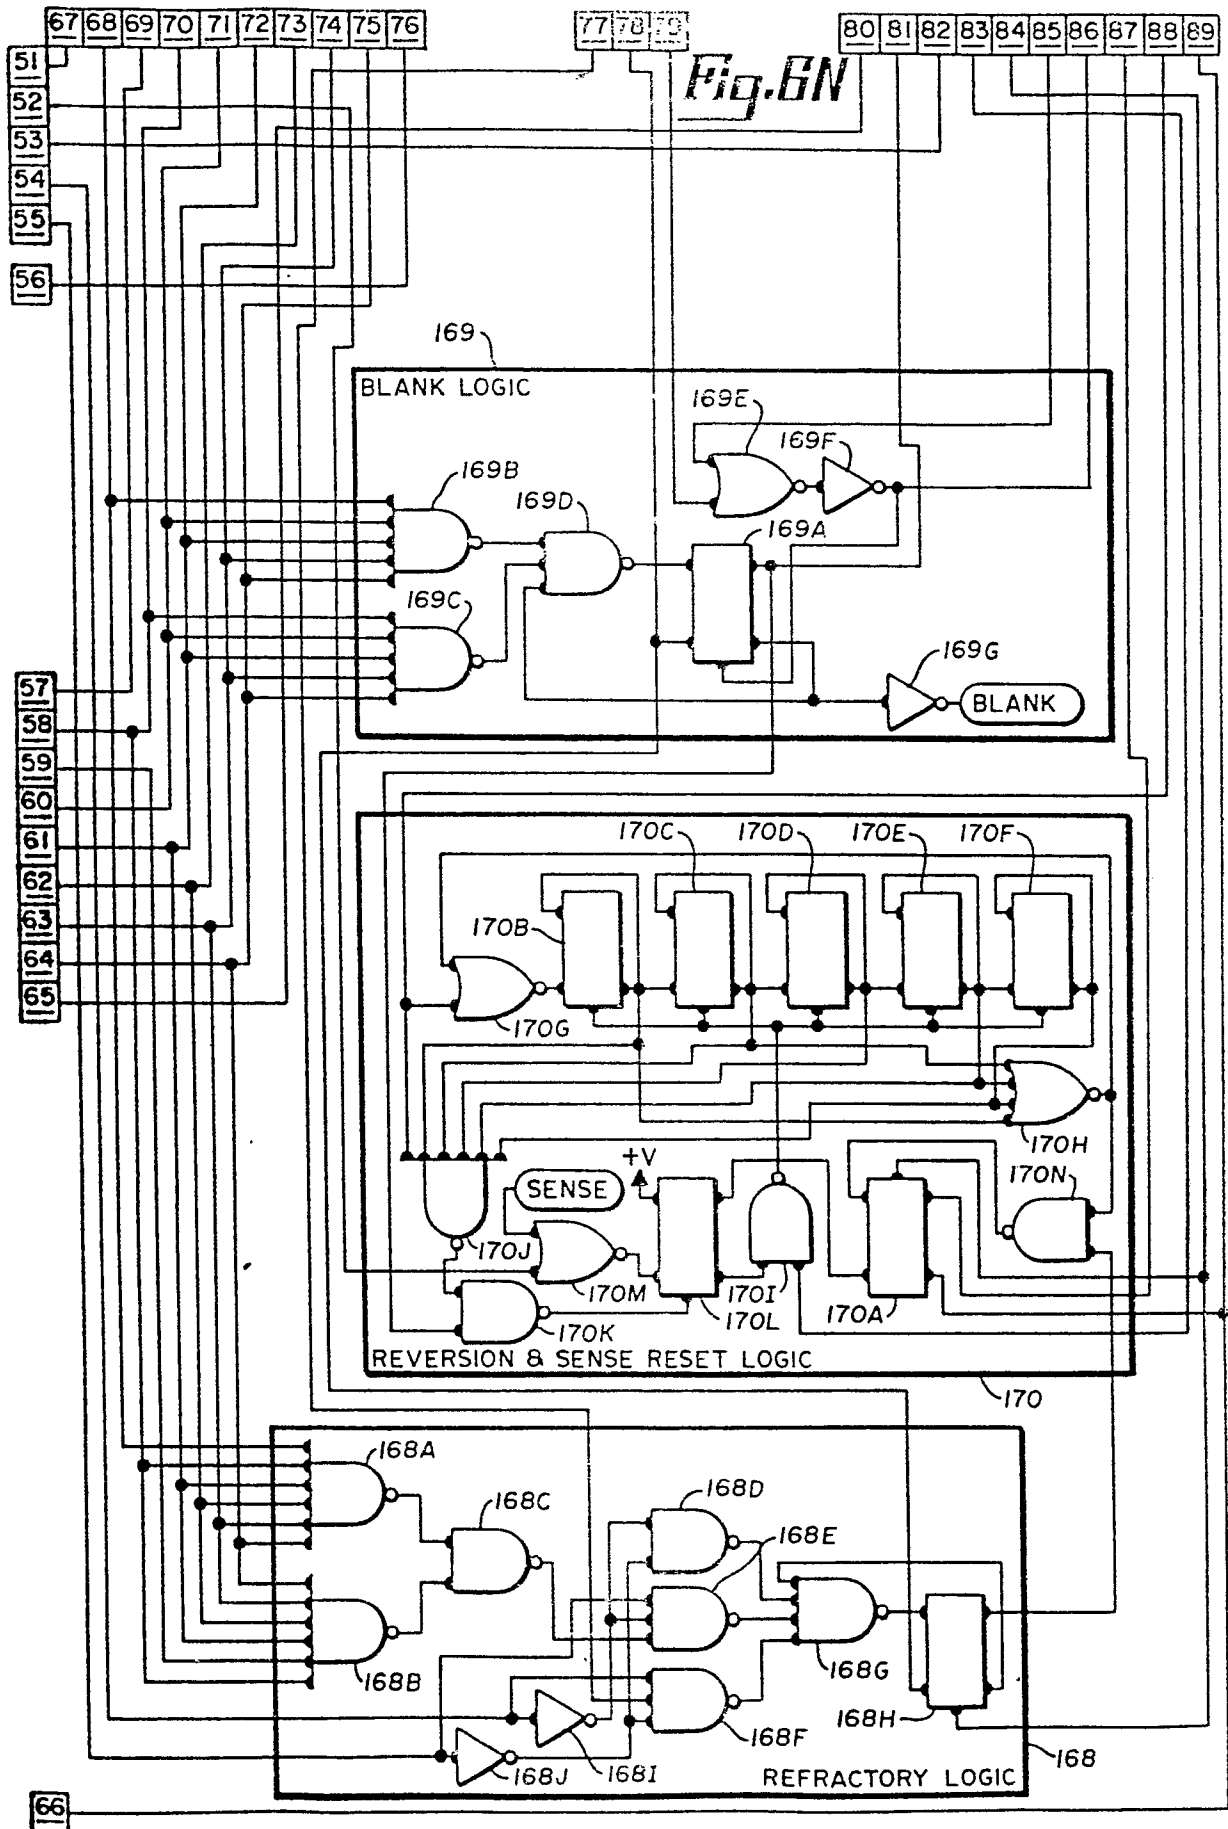 67 68 69 70 71 72 73 74 75 76 77 78 79 80 81 82 83 84 85 86 87 88 89
51
52
53
54
55
56
Fig.6N
169
BLANK LOGIC
169E
169F
169B
169D
169A
169C
169G
BLANK
57
58
59
60
61
62
63
64
65
170C 170D 170E 170F
170B
170G
170H
+V
170N
SENSE
170J
170M
170I
170L
170A
170K
REVERSION & SENSE RESET LOGIC
170
168A
168D
168C
168E
168B
168G
168H
168F
168I
168J
168
REFRACTORY LOGIC
66